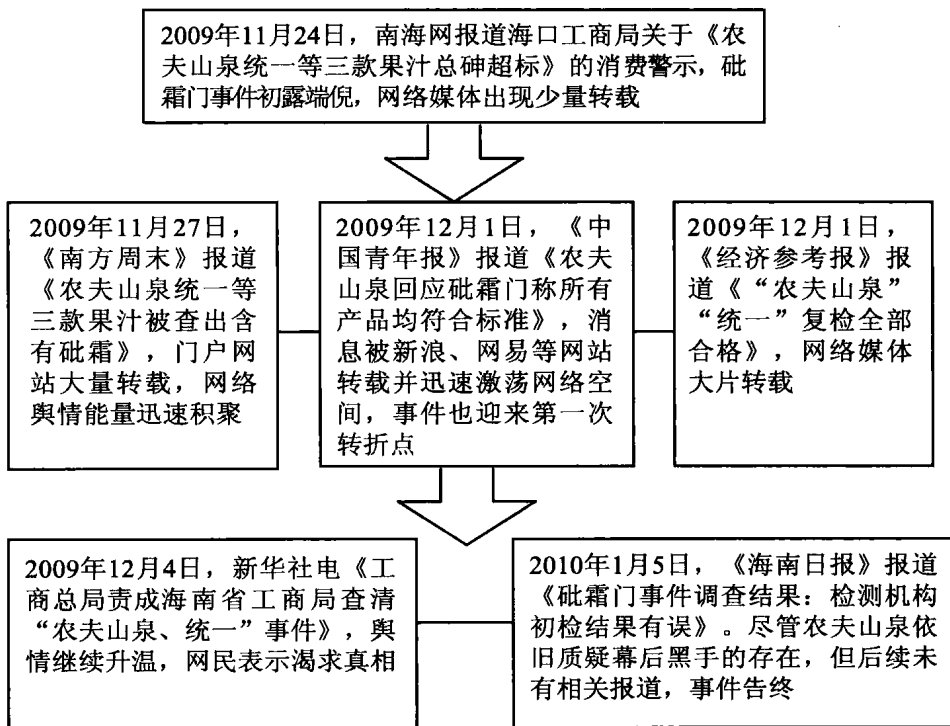 2009年11月24日，南海网报道海口工商局关于《农
夫山泉统一等三款果汁总砷超标》的消费警示，砒
霜门事件初露端倪，网络媒体出现少量转载
2009年11月27日，
《南方周末》报道
《农夫山泉统一等
三款果汁被查出含
有砒霜》，门户网
站大量转载，网络
舆情能量迅速积聚
2009年12月1日，《中
国青年报》报道《农夫
山泉回应砒霜门称所有
产品均符合标准》，消
息被新浪、网易等网站
转载并迅速激荡网络空
间，事件也迎来第一次
转折点
2009年12月1日，
《经济参考报》报
道《“农夫山泉”
“统一”复检全部
合格》，网络媒体
大片转载
2009年12月4日，新华社电《工
商总局责成海南省工商局查清
“农夫山泉、统一”事件》，舆
情继续升温，网民表示渴求真相
2010年1月5日，《海南日报》报道
《砒霜门事件调查结果：检测机构
初检结果有误》。尽管农夫山泉依
旧质疑幕后黑手的存在，但后续未
有相关报道，事件告终